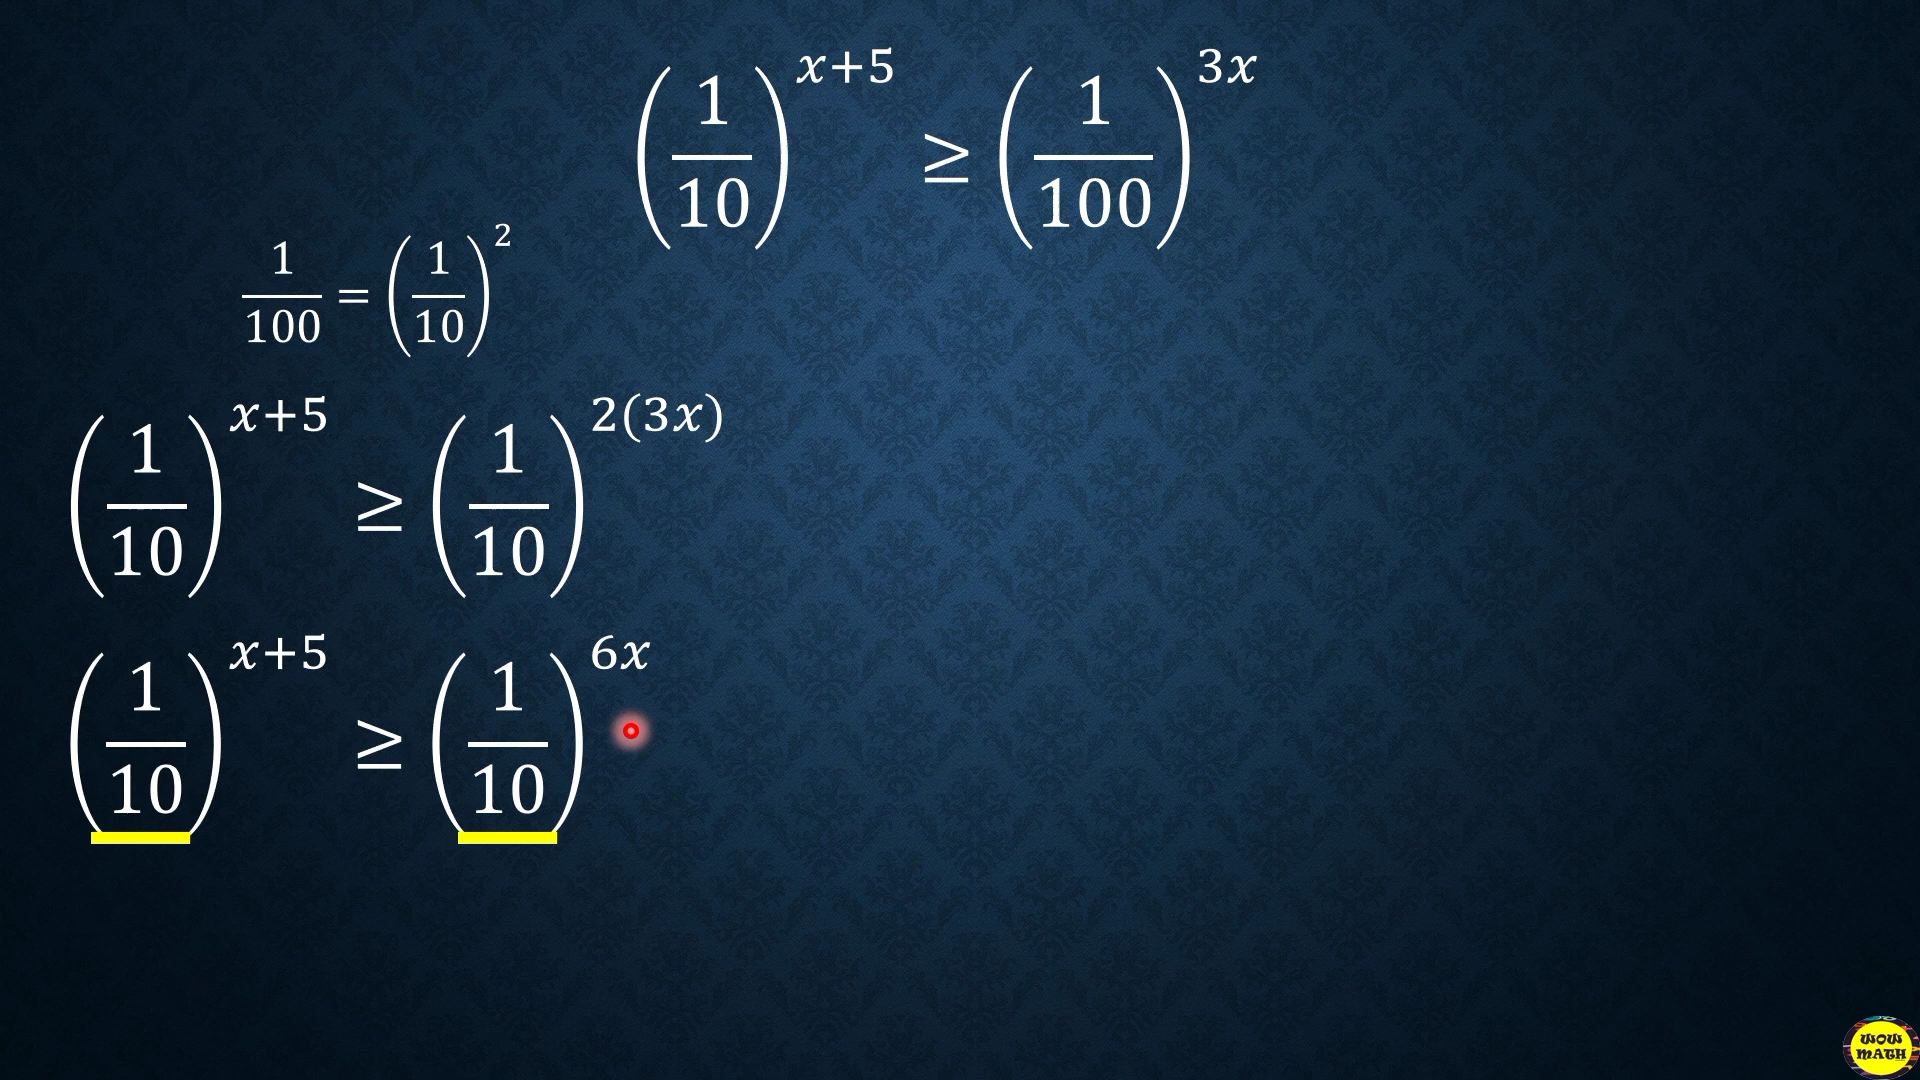 (1/10)^(x+5) ≥ (1/100)^(3x)
1/100 = (1/10)^2
(1/10)^(x+5) ≥ (1/10)^(2(3x))
(1/10)^(x+5) ≥ (1/10)^(6x)
WOW
MATH